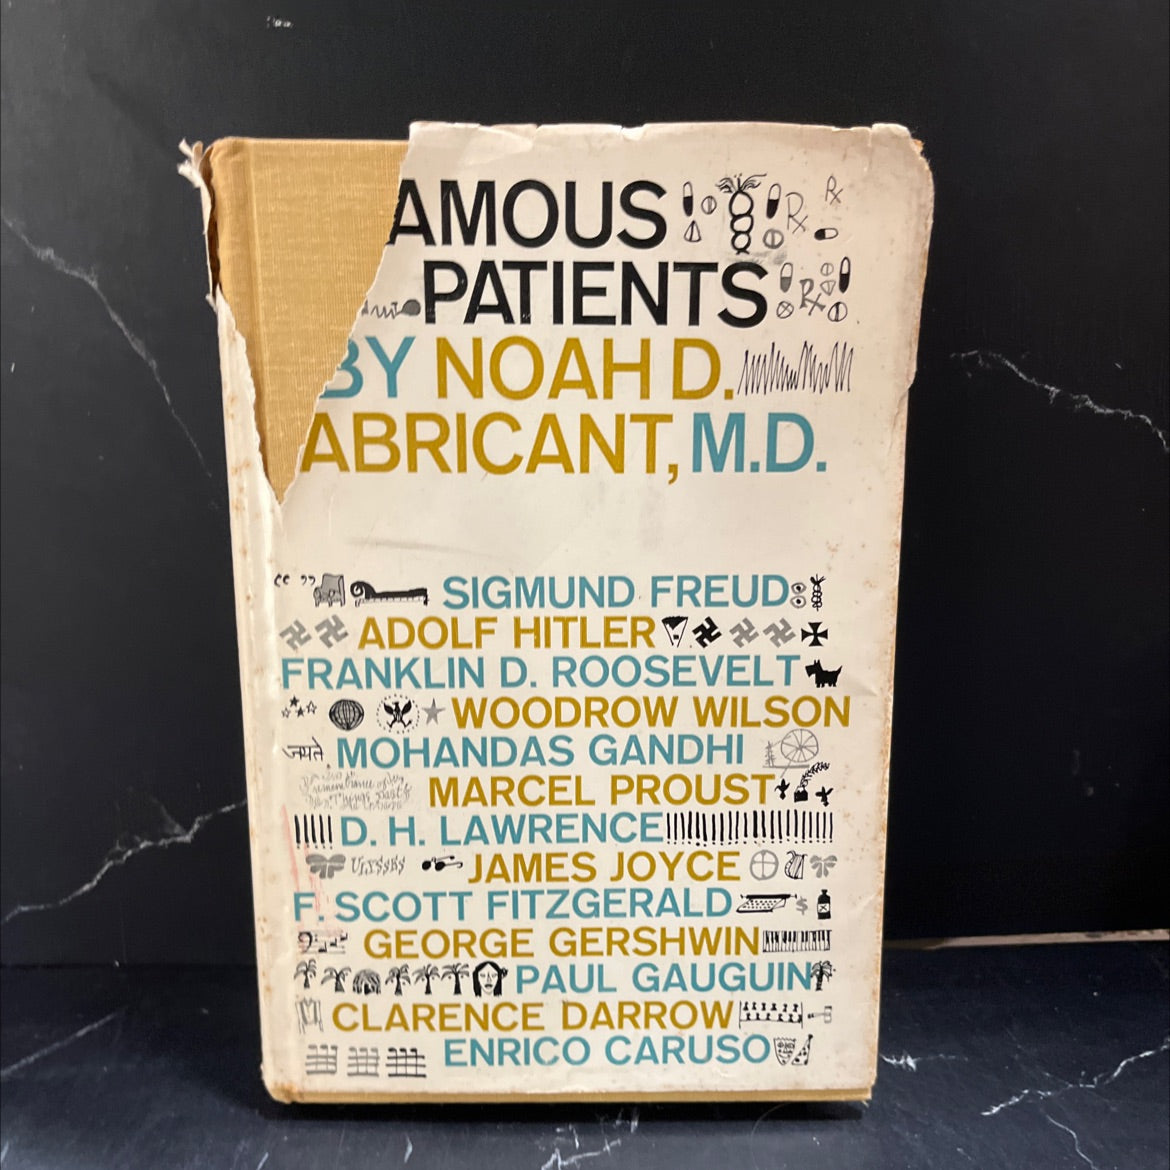 AMOUS
PATIENTS
BY NOAH D.
ABRICANT, M.D.
SIGMUND FREUD
ADOLF HITLER
FRANKLIN D. ROOSEVELT
WOODROW WILSON
MOHANDAS GANDHI
MARCEL PROUST
D. H. LAWRENCE
ULYSSES JAMES JOYCE
F. SCOTT FITZGERALD $
GEORGE GERSHWIN
PAUL GAUGUIN
CLARENCE DARROW
ENRICO CARUSO